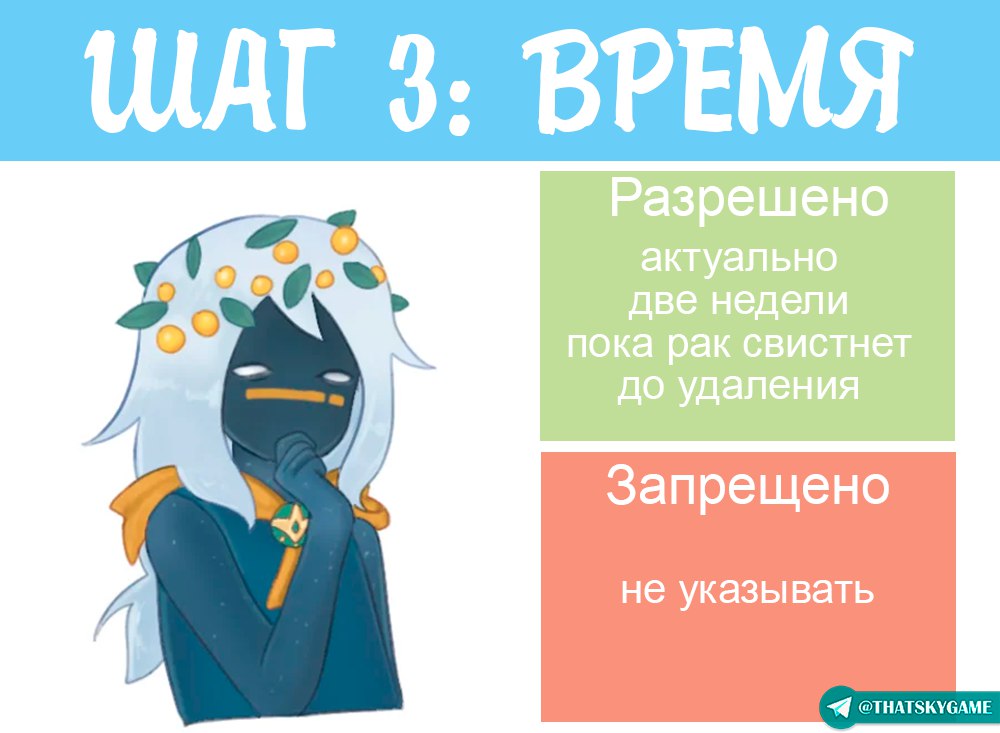 ШАГ 3: ВРЕМЯ
Разрешено
актуально
две недели
пока рак свистнет
до удаления
Запрещено
не указывать
@THATSKYGAME